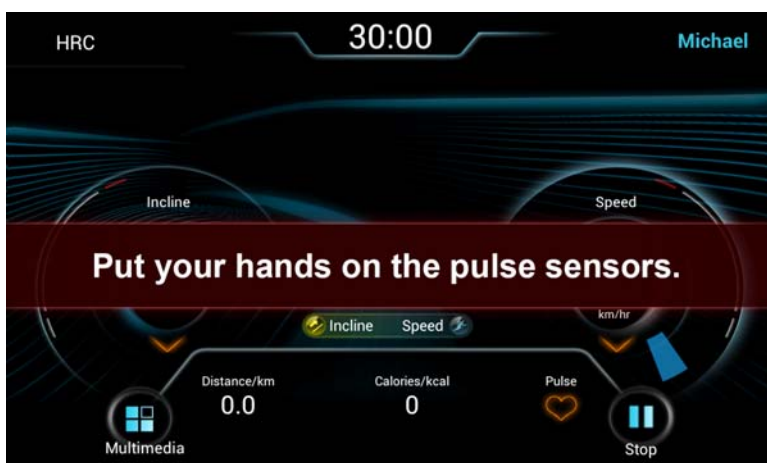 HRC
30:00
Michael
Incline
Speed
Put your hands on the pulse sensors.
km/hr
Incline Speed
Distance/km
Calories/kcal
Pulse
0.0
0
Multimedia
Stop